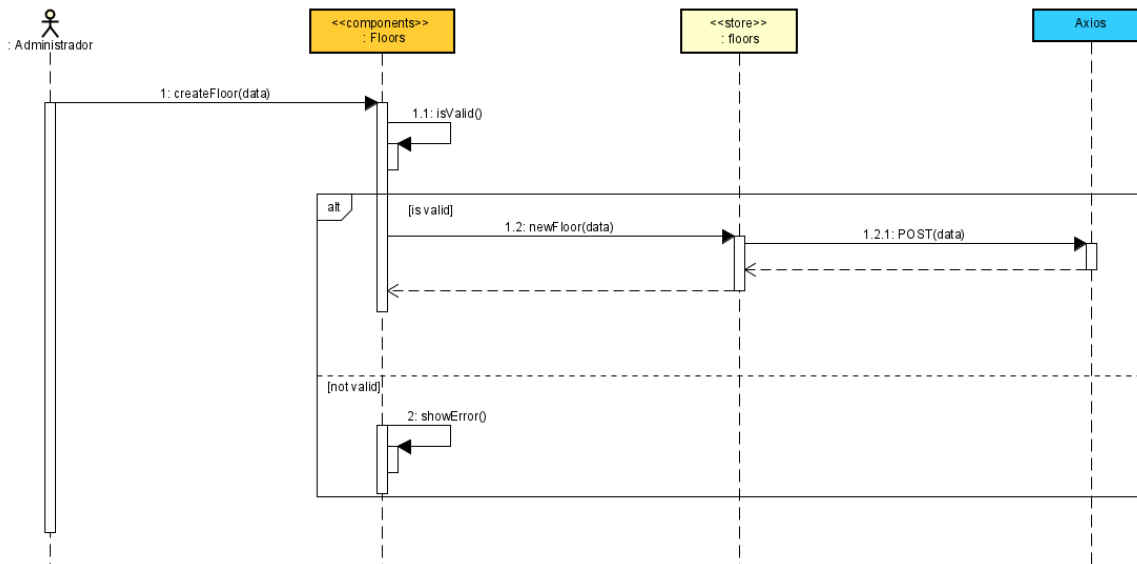 : Administrador
<<components>>
: Floors
<<store>>
: floors
Axios
1: createFloor(data)
1.1: isValid()
alt
[is valid]
1.2: newFloor(data)
1.2.1: POST(data)
[not valid]
2: showError()